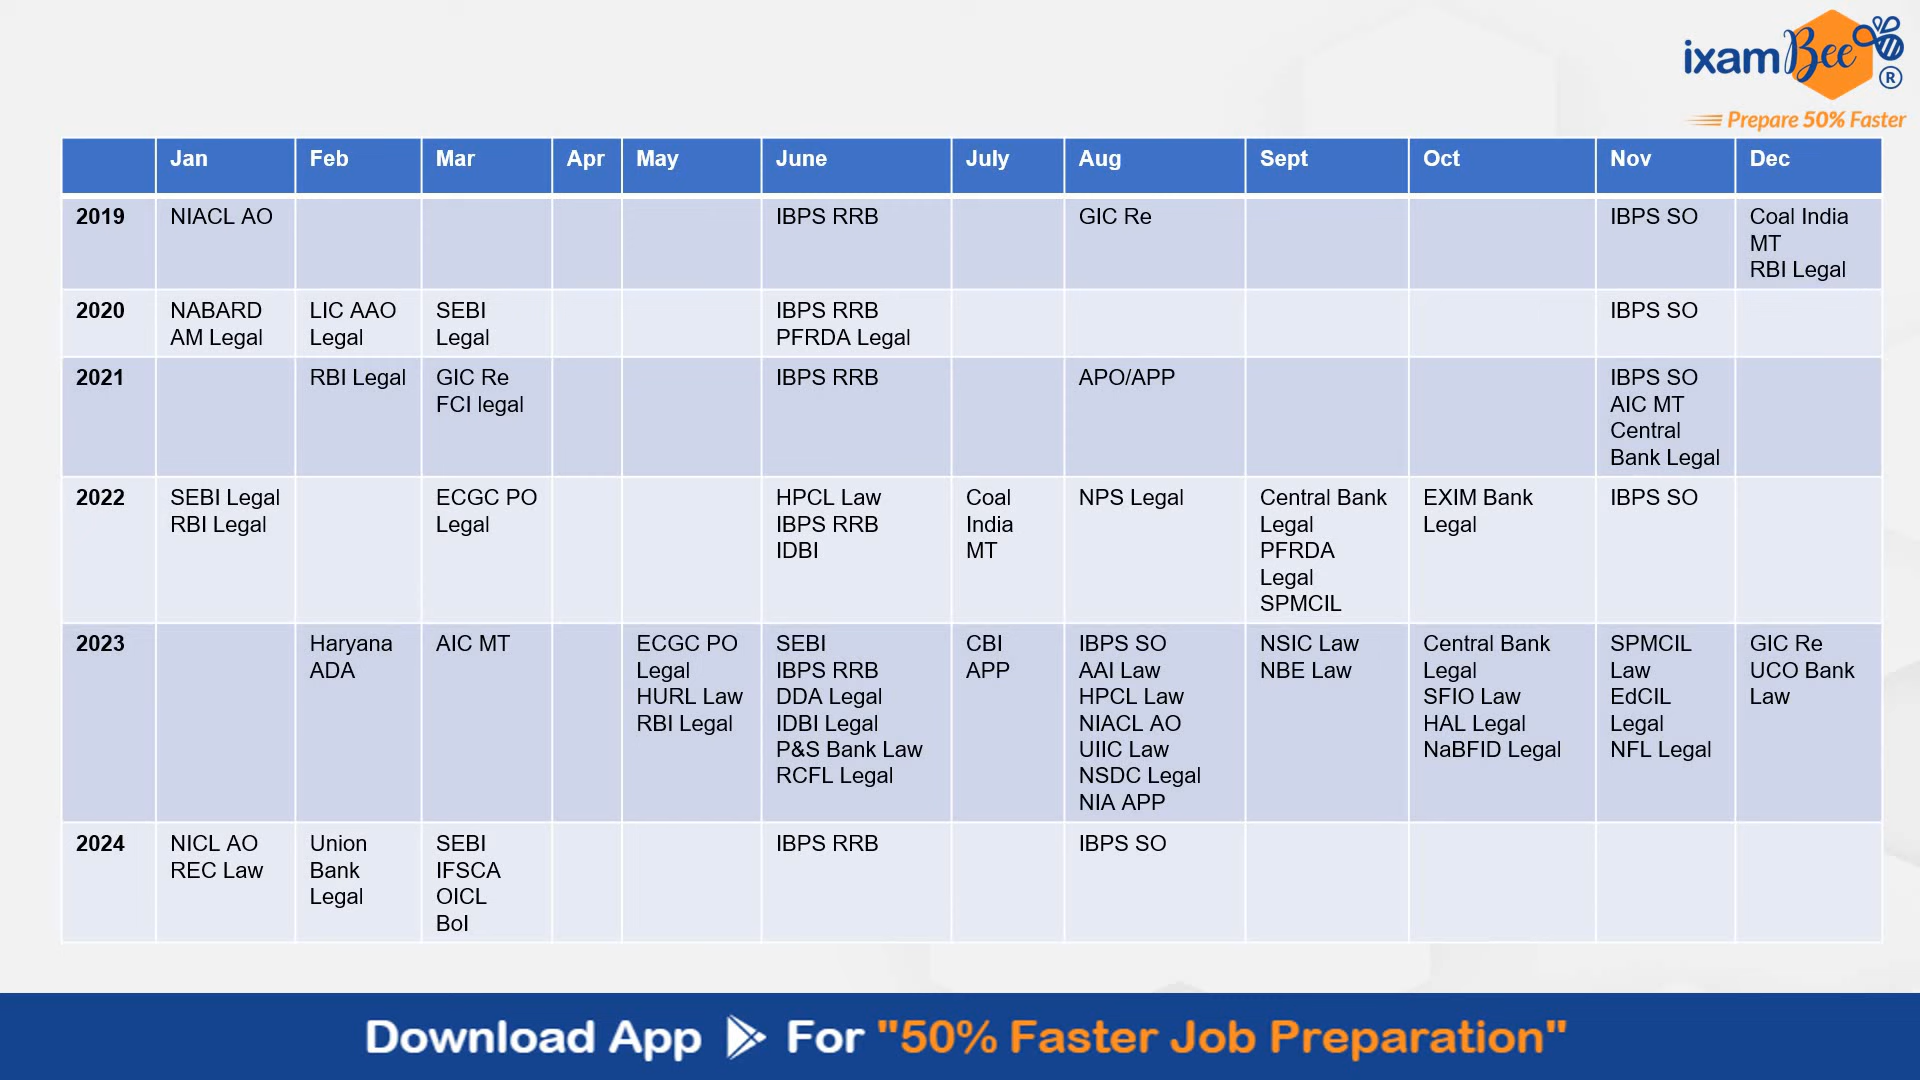 ixamBee ®
Prepare 50% Faster
Jan Feb Mar Apr May June July Aug Sept Oct Nov Dec
2019
NIACL AO
IBPS RRB
GIC Re
IBPS SO
Coal India
MT
RBI Legal
2020
NABARD
AM Legal
LIC AAO
Legal
SEBI
Legal
IBPS RRB
PFRDA Legal
IBPS SO
2021
RBI Legal
GIC Re
FCI legal
IBPS RRB
APO/APP
IBPS SO
AIC MT
Central
Bank Legal
2022
SEBI Legal
RBI Legal
ECGC PO
Legal
HPCL Law
IBPS RRB
IDBI
Coal
India
MT
NPS Legal
Central Bank
Legal
PFRDA
Legal
SPMCIL
EXIM Bank
Legal
IBPS SO
2023
Haryana
ADA
AIC MT
ECGC PO
Legal
HURL Law
RBI Legal
SEBI
IBPS RRB
DDA Legal
IDBI Legal
P&S Bank Law
RCFL Legal
CBI
APP
IBPS SO
AAI Law
HPCL Law
NIACL AO
UIIC Law
NSDC Legal
NIA APP
NSIC Law
NBE Law
Central Bank
Legal
SFIO Law
HAL Legal
NaBFID Legal
SPMCIL
Law
EdCIL
Legal
NFL Legal
GIC Re
UCO Bank
Law
2024
NICL AO
REC Law
Union
Bank
Legal
SEBI
IFSCA
OICL
BoI
IBPS RRB
IBPS SO
Download App For "50% Faster Job Preparation"